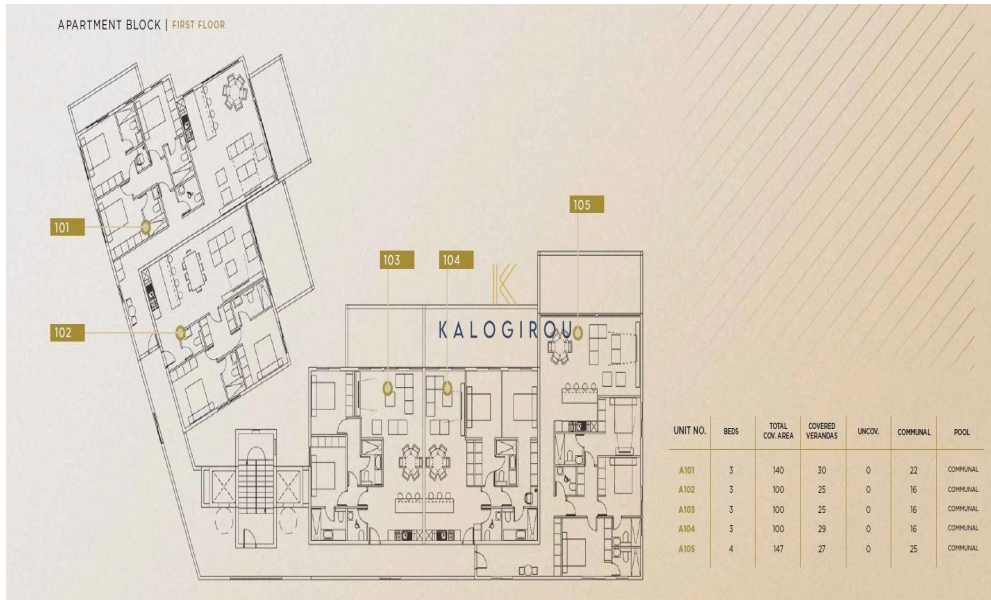 APARTMENT BLOCK | FIRST FLOOR
101
102
103
104
105
K
KALOGIROU
UNIT NO. BEDS TOTAL COV. AREA COVERED VERANDAS UNCOV. COMMUNAL POOL
A101 3 140 30 0 22 COMMUNAL
A102 3 100 25 0 16 COMMUNAL
A103 3 100 25 0 16 COMMUNAL
A104 3 100 29 0 16 COMMUNAL
A105 4 147 27 0 25 COMMUNAL